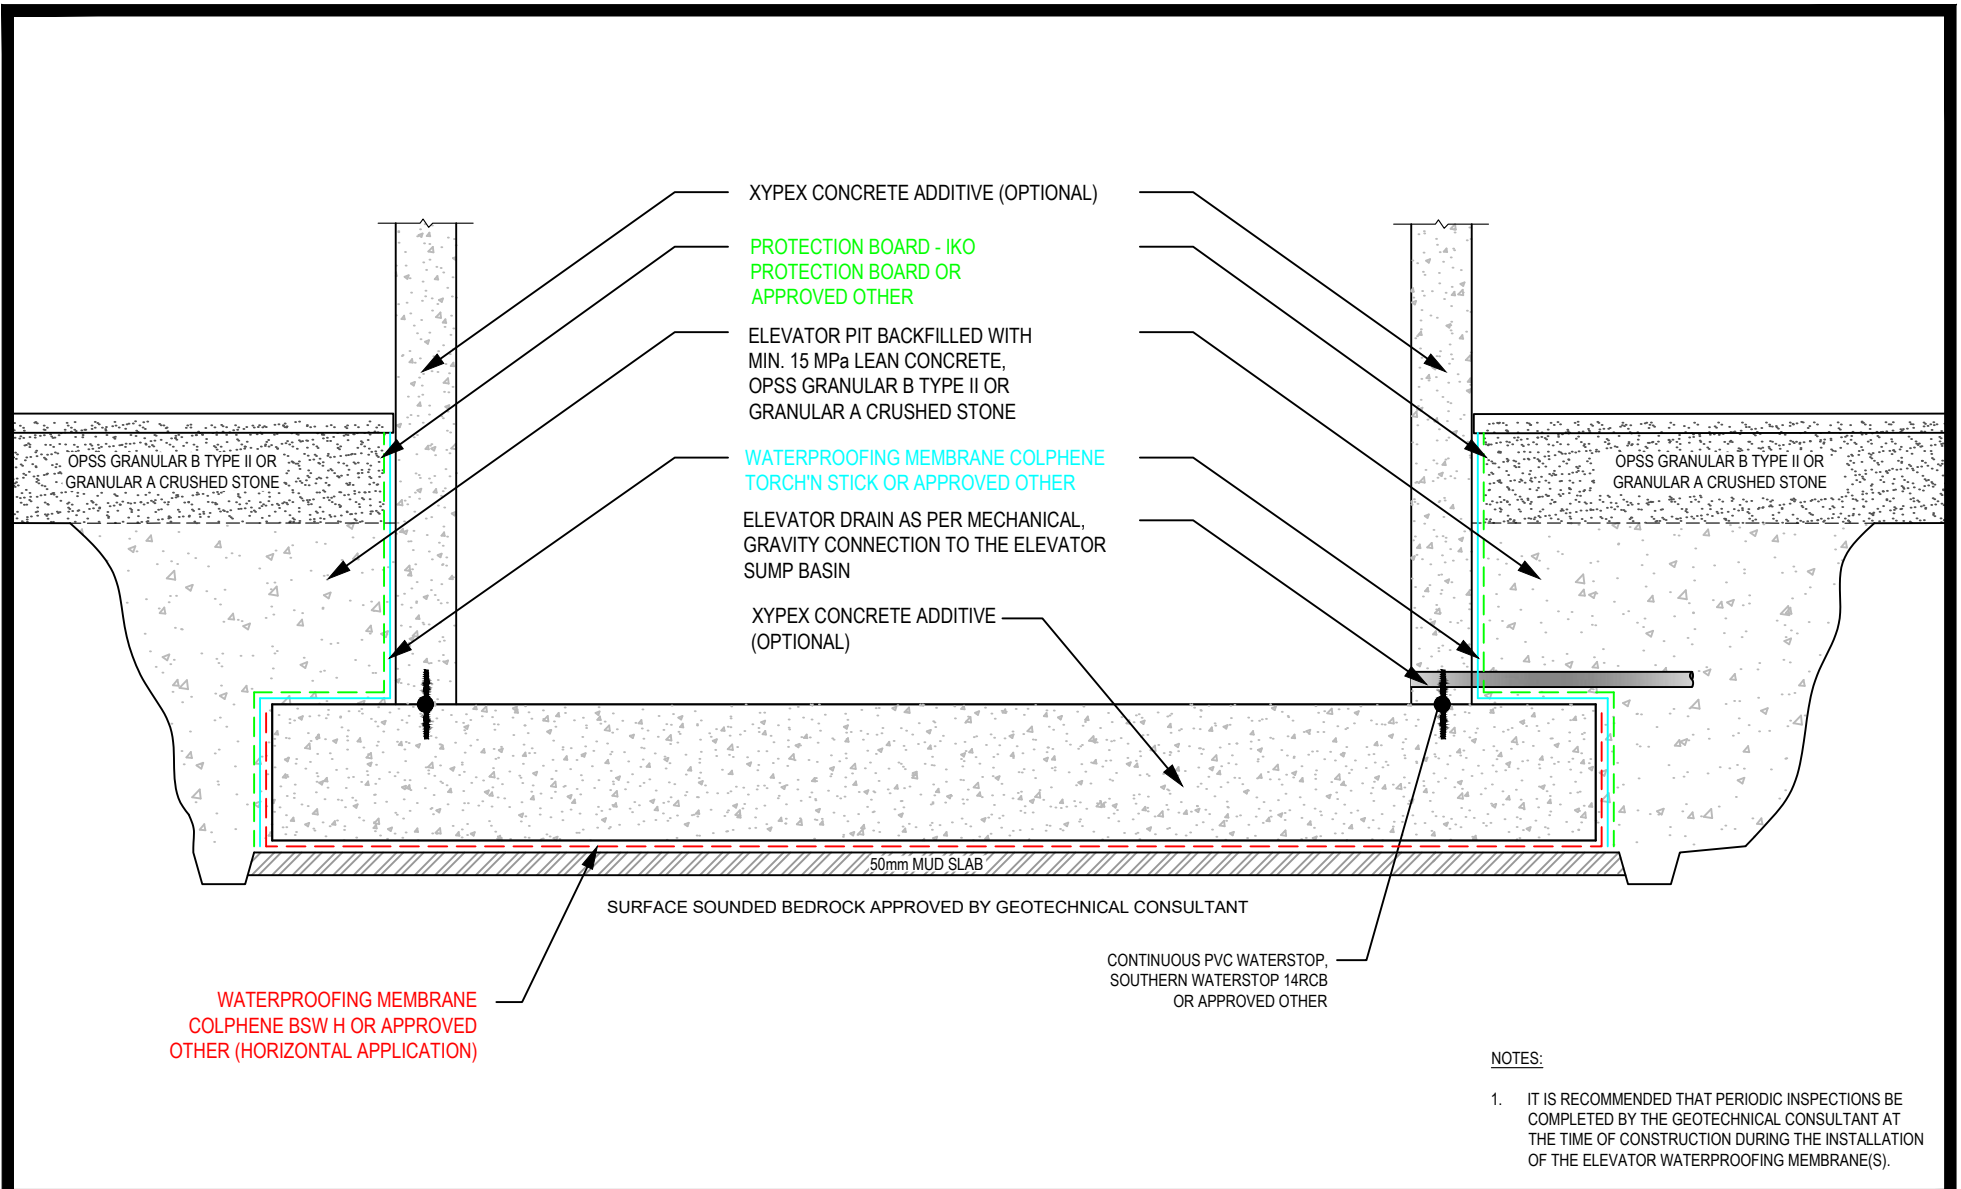 XYPEX CONCRETE ADDITIVE (OPTIONAL)
PROTECTION BOARD - IKO
PROTECTION BOARD OR
APPROVED OTHER
ELEVATOR PIT BACKFILLED WITH
MIN. 15 MPa LEAN CONCRETE,
OPSS GRANULAR B TYPE II OR
GRANULAR A CRUSHED STONE
OPSS GRANULAR B TYPE II OR
GRANULAR A CRUSHED STONE
WATERPROOFING MEMBRANE COLPHENE
TORCH'N STICK OR APPROVED OTHER
OPSS GRANULAR B TYPE II OR
GRANULAR A CRUSHED STONE
ELEVATOR DRAIN AS PER MECHANICAL,
GRAVITY CONNECTION TO THE ELEVATOR
SUMP BASIN
XYPEX CONCRETE ADDITIVE
(OPTIONAL)
50mm MUD SLAB
SURFACE SOUNDED BEDROCK APPROVED BY GEOTECHNICAL CONSULTANT
CONTINUOUS PVC WATERSTOP,
SOUTHERN WATERSTOP 14RCB
OR APPROVED OTHER
WATERPROOFING MEMBRANE
COLPHENE BSW H OR APPROVED
OTHER (HORIZONTAL APPLICATION)
NOTES:
1. IT IS RECOMMENDED THAT PERIODIC INSPECTIONS BE
COMPLETED BY THE GEOTECHNICAL CONSULTANT AT
THE TIME OF CONSTRUCTION DURING THE INSTALLATION
OF THE ELEVATOR WATERPROOFING MEMBRANE(S).